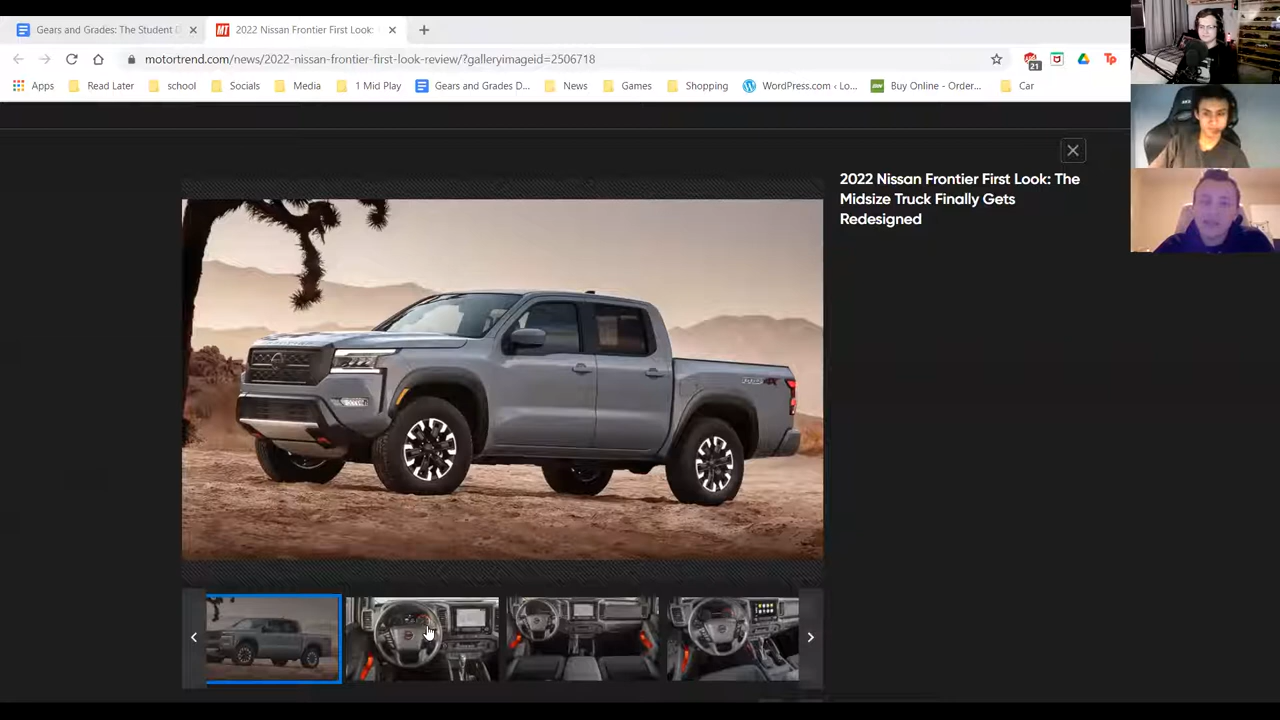 Gears and Grades: The Student D
2022 Nissan Frontier First Look:
motortrend.com/news/2022-nissan-frontier-first-look-review/?galleryimageid=2506718
21
Apps
Read Later
school
Socials
Media
1 Mid Play
Gears and Grades D...
News
Games
Shopping
WordPress.com ‹ Lo...
Buy Online - Order...
Car
2022 Nissan Frontier First Look: The
Midsize Truck Finally Gets
Redesigned